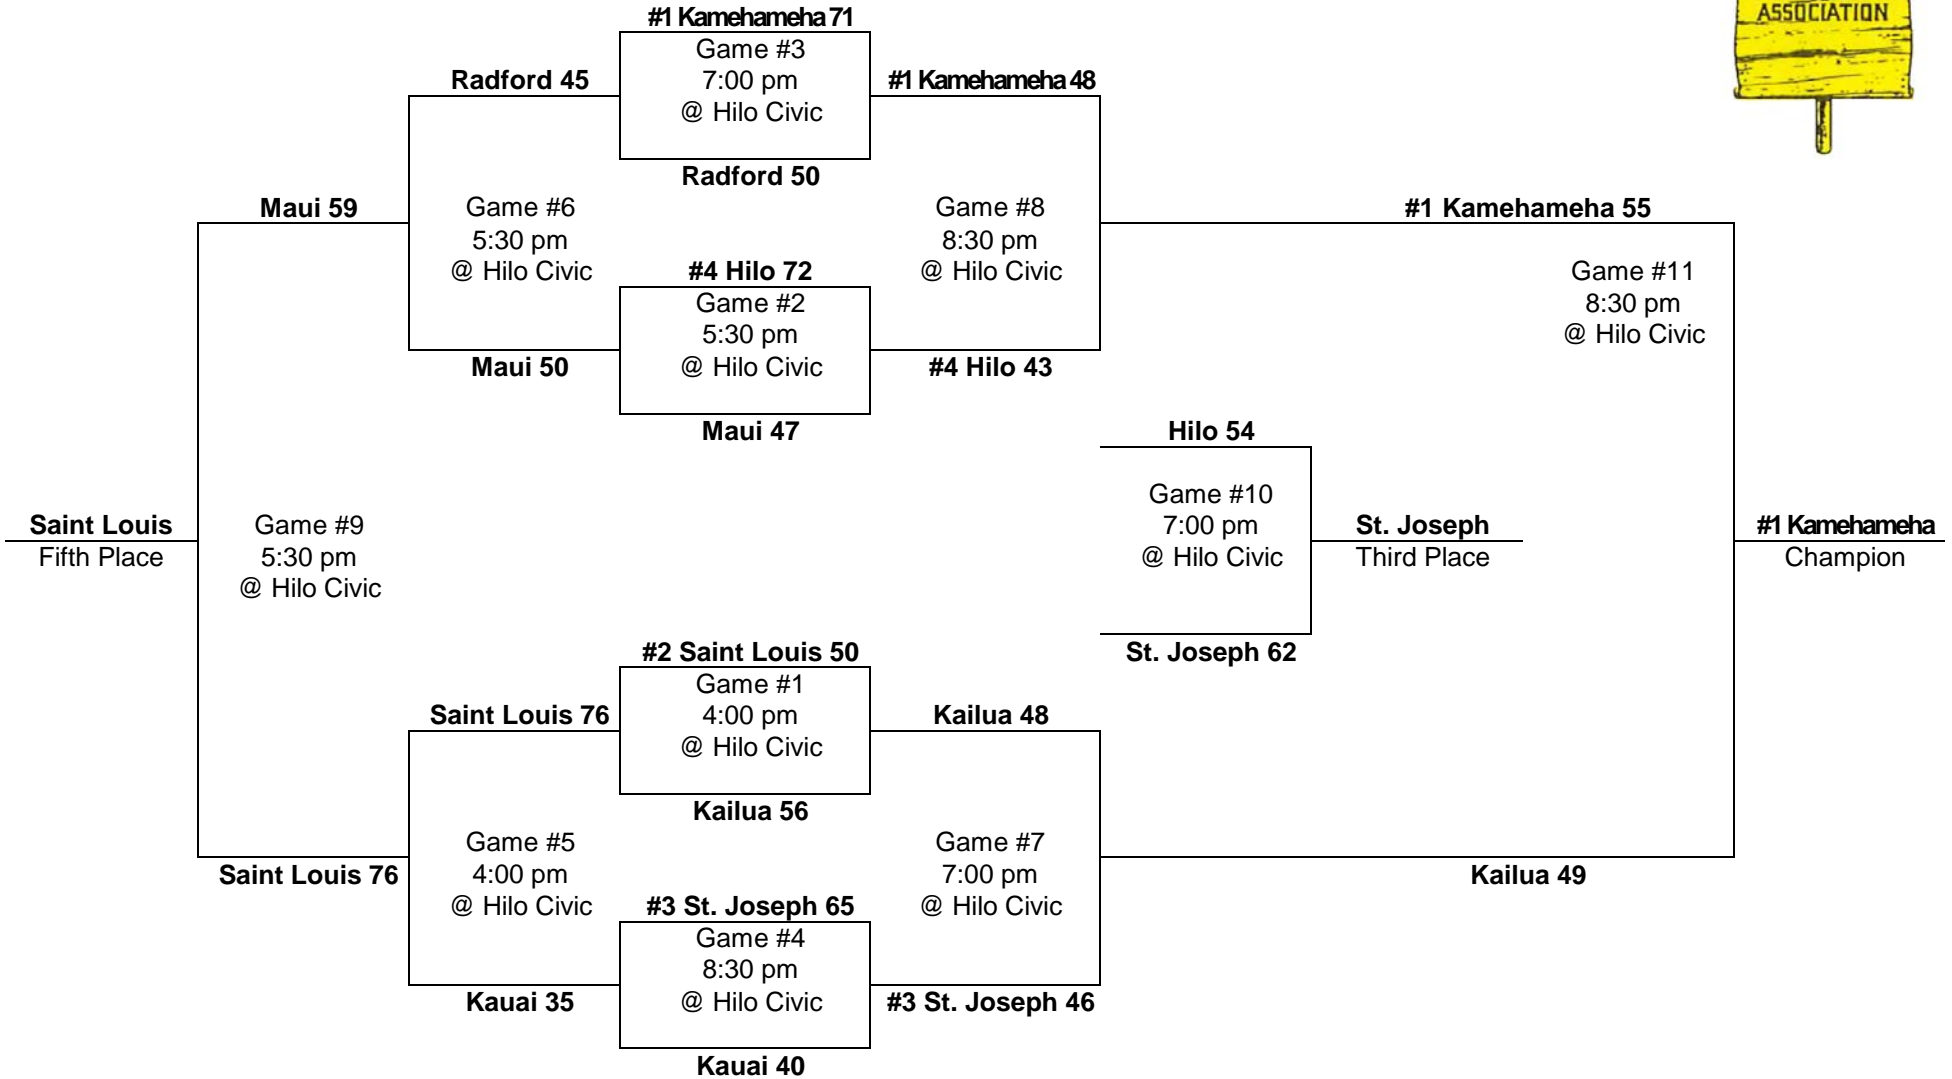 ASSOCIATION
#1 Kamehameha 71
Game #3
7:00 pm
@ Hilo Civic
Radford 50
Radford 45
#1 Kamehameha 48
Maui 59
Game #6
5:30 pm
@ Hilo Civic
#4 Hilo 72
Game #2
5:30 pm
@ Hilo Civic
Maui 47
Maui 50
Game #8
8:30 pm
@ Hilo Civic
#4 Hilo 43
#1 Kamehameha 55
Game #11
8:30 pm
@ Hilo Civic
Hilo 54
Game #10
7:00 pm
@ Hilo Civic
St. Joseph 62
St. Joseph
Third Place
#1 Kamehameha
Champion
Saint Louis
Fifth Place
Game #9
5:30 pm
@ Hilo Civic
#2 Saint Louis 50
Game #1
4:00 pm
@ Hilo Civic
Kailua 56
Saint Louis 76
Kailua 48
Saint Louis 76
Game #5
4:00 pm
@ Hilo Civic
#3 St. Joseph 65
Game #4
8:30 pm
@ Hilo Civic
Kauai 40
Kauai 35
Game #7
7:00 pm
@ Hilo Civic
#3 St. Joseph 46
Kailua 49